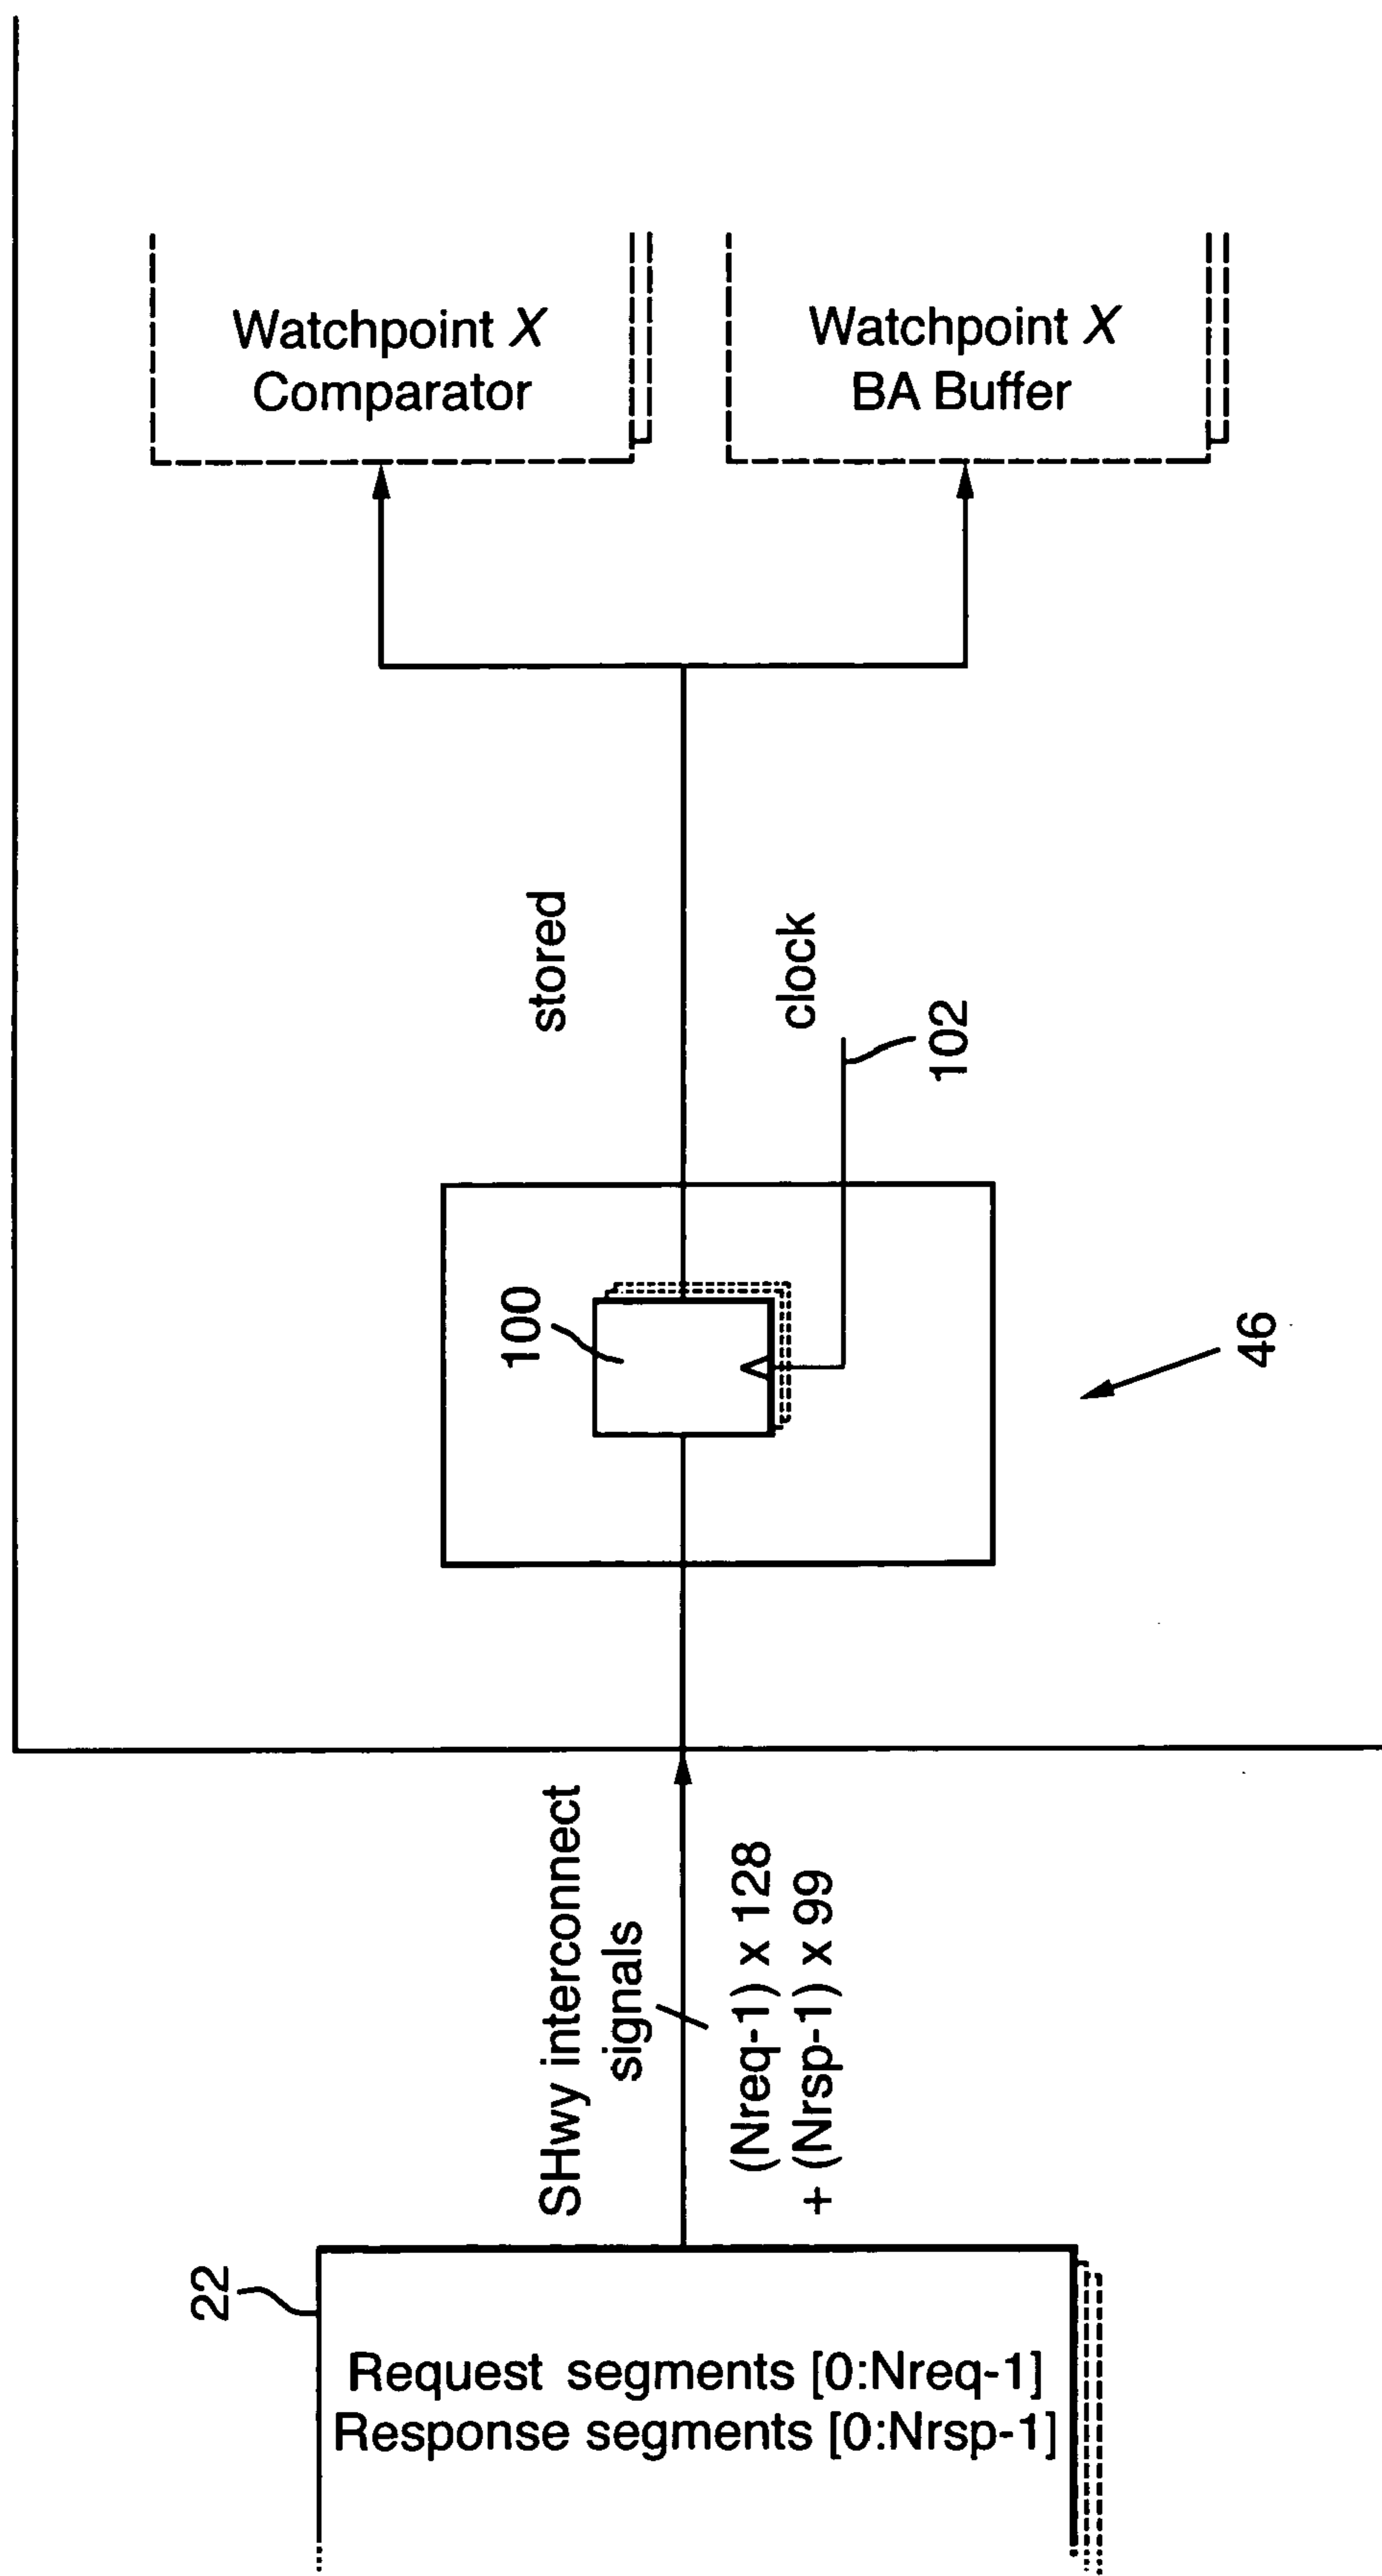 22
Request segments [0:Nreq-1]
Response segments [0:Nrsp-1]
SHwy interconnect
signals
(Nreq-1) x 128
+ (Nrsp-1) x 99
100
46
stored
clock
102
Watchpoint X
Comparator
Watchpoint X
BA Buffer